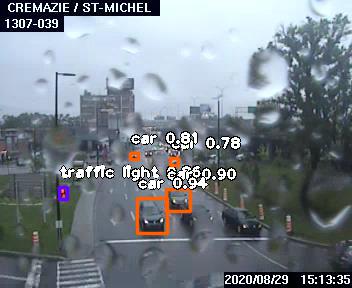 CREMAZIE / ST-MICHEL
1307-039
car 0.81
0.78
traffic light
0.90
car 0.94
2020/08/29 15:13:35